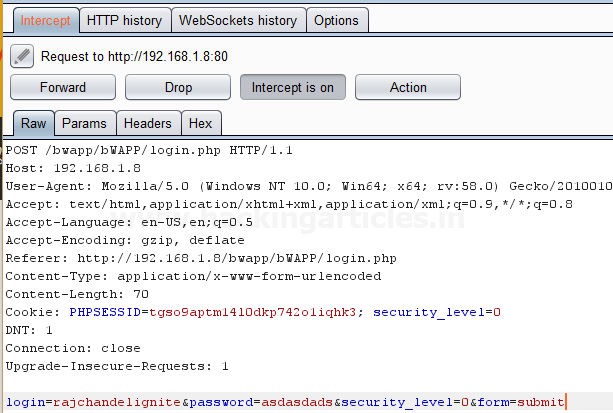 Intercept HTTP history WebSockets history Options
Request to http://192.168.1.8:80
Forward Drop Intercept is on Action
Raw Params Headers Hex
POST /bwapp/bWAPP/login.php HTTP/1.1
Host: 192.168.1.8
User-Agent: Mozilla/5.0 (Windows NT 10.0; Win64; x64; rv:58.0) Gecko/2010010
Accept: text/html,application/xhtml+xml,application/xml;q=0.9,*/*;q=0.8
Accept-Language: en-US,en;q=0.5
Accept-Encoding: gzip, deflate
Referer: http://192.168.1.8/bwapp/bWAPP/login.php
Content-Type: application/x-www-form-urlencoded
Content-Length: 70
Cookie: PHPSESSID=tgso9aptm14l0dkp742o1iqhk3; security_level=0
DNT: 1
Connection: close
Upgrade-Insecure-Requests: 1
login=rajchandelignite&password=asdasdads&security_level=0&form=submit